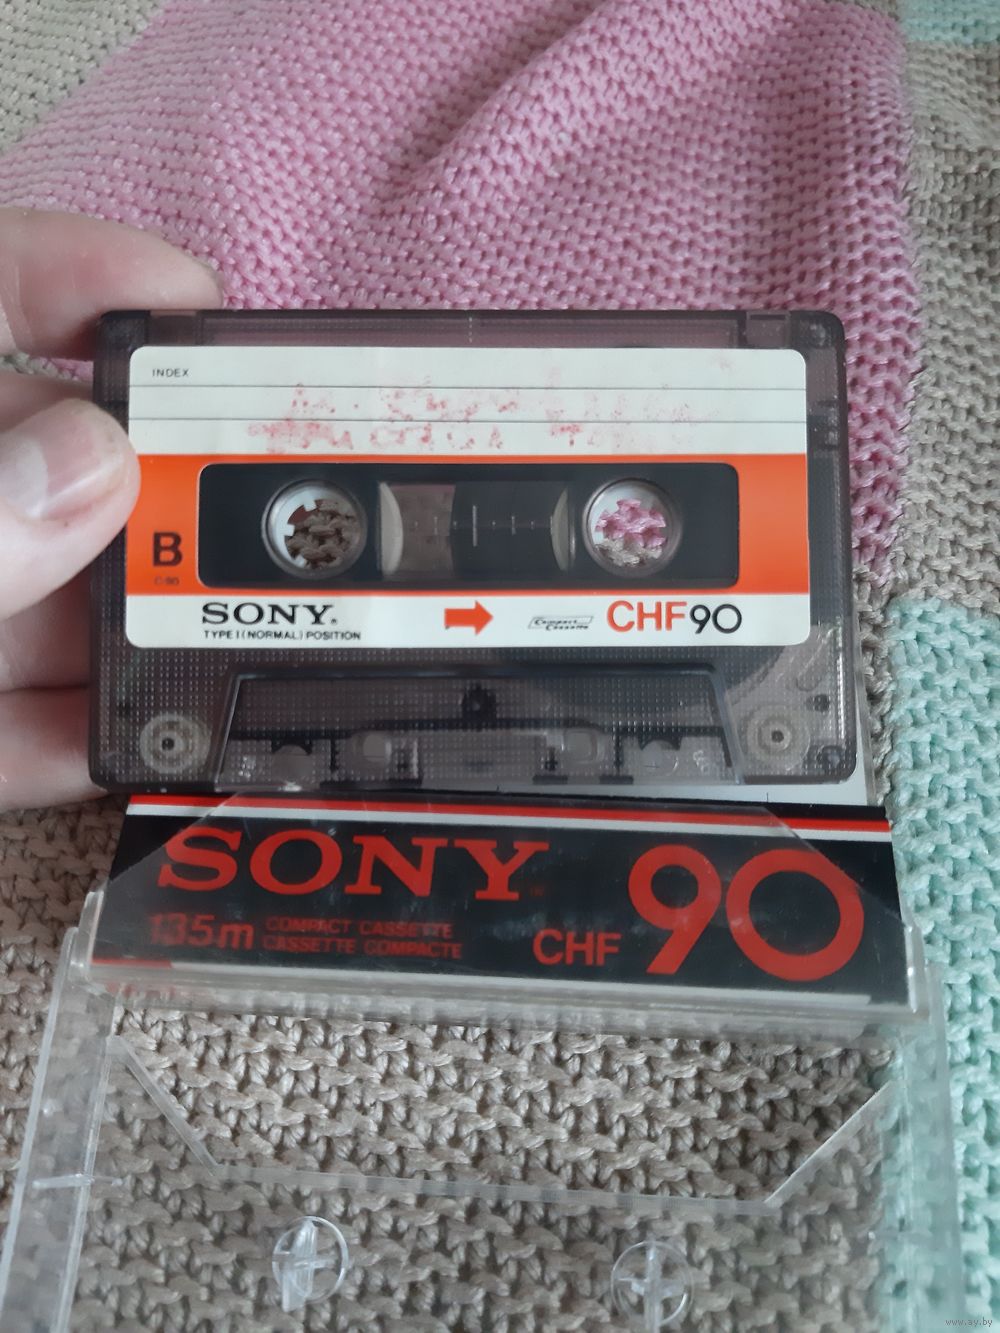 INDEX
B
C-90
SONY®
TYPE I (NORMAL) POSITION
Compact Cassette
CHF90
SONY
135m
COMPACT CASSETTE
CASSETTE COMPACTE
CHF
90
www.ay.by